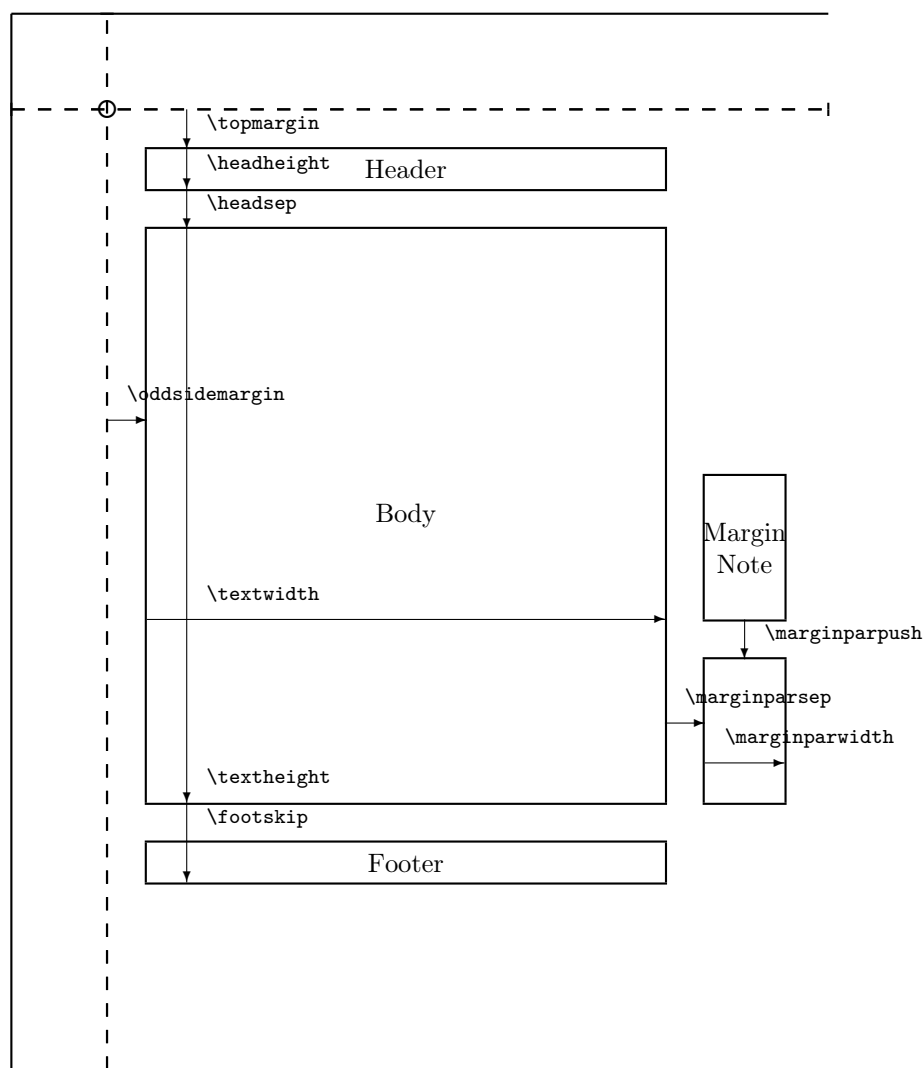 \topmargin
\headheight
Header
\headsep
\oddsidemargin
Body
Margin
Note
\textwidth
\marginparpush
\marginparsep
\marginparwidth
\textheight
\footskip
Footer